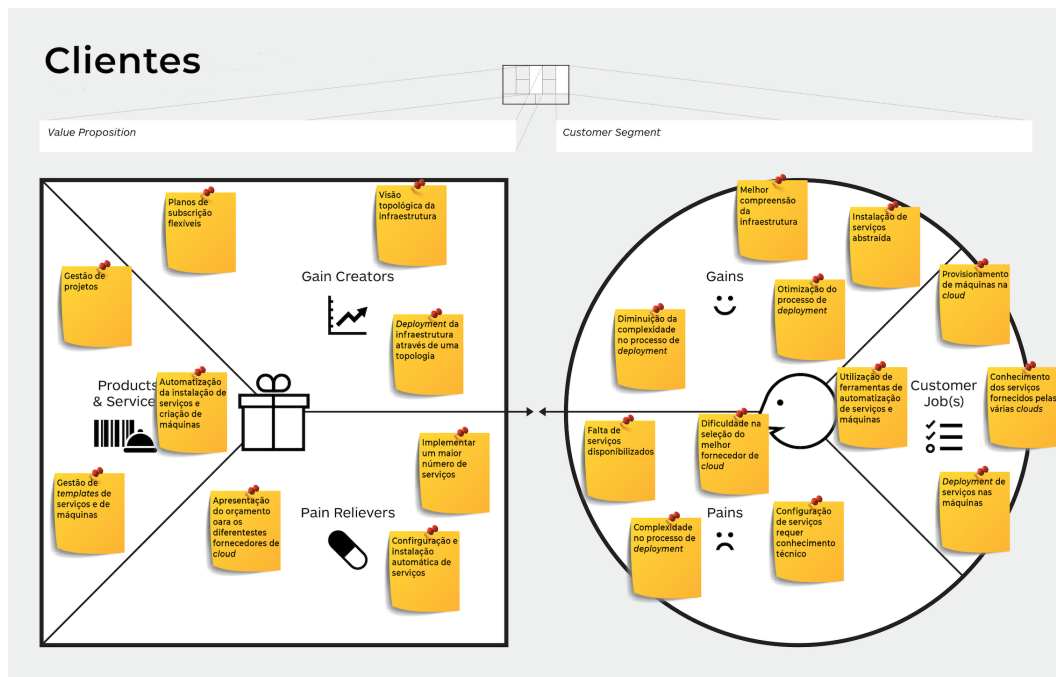 Clientes
Value Proposition
Customer Segment
Planos de
subscrição
flexíveis
Visão
topológica da
infraestrutura
Gestão de
projetos
Gain Creators
Deployment da
infraestrutura
através de uma
topologia
Products
& Service
Automatização
da instalação de
serviços e
criação de
máquinas
Gestão de
templates de
serviços e de
máquinas
Apresentação
do orçamento
oara os
diferentestes
fornecedores de
cloud
Pain Relievers
Implementar
um maior
número de
serviços
Confirguração e
instalação
automática de
serviços
Melhor
compreensão
da
infraestrutura
Instalação de
serviços
abstraída
Provisionamento
de máquinas na
cloud
Gains
Otimização do
processo de
deployment
Diminuição da
complexidade
no processo de
deployment
Utilização de
ferramentas de
automatização
de serviços e
máquinas
Customer
Job(s)
Conhecimento
dos serviços
fornecidos pelas
várias clouds
Falta de
serviços
disponibilizados
Dificuldade na
seleção do
melhor
fornecedor de
cloud
Deployment de
serviços nas
máquinas
Pains
Complexidade
no processo de
deployment
Configuração
de serviços
requer
conhecimento
técnico